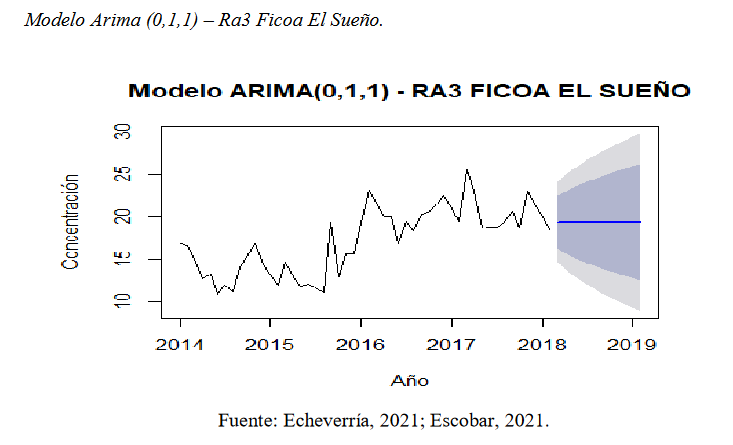 Modelo Arima (0,1,1) – Ra3 Ficoa El Sueño.
Modelo ARIMA(0,1,1) - RA3 FICOA EL SUEÑO
30
25
20
15
10
Concentración
2014 2015 2016 2017 2018 2019
Año
Fuente: Echeverría, 2021; Escobar, 2021.